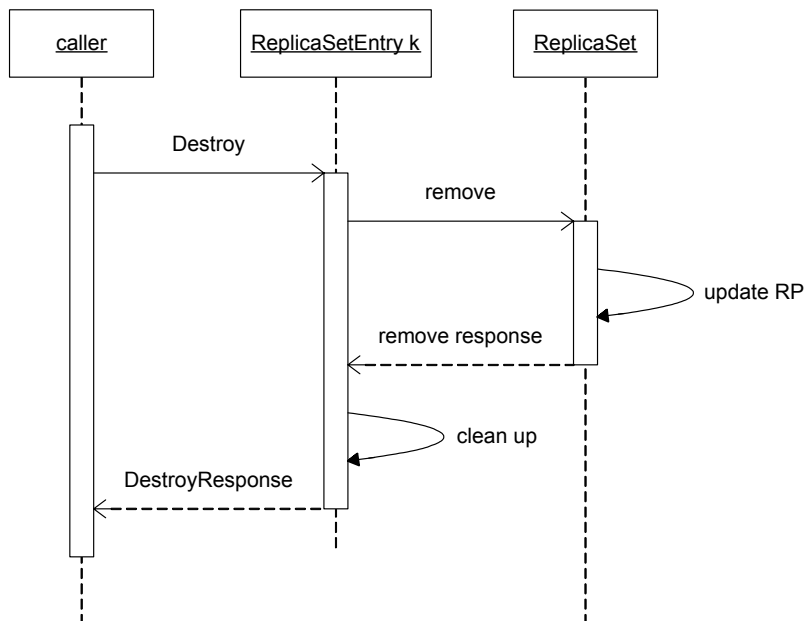 caller
ReplicaSetEntry k
ReplicaSet
Destroy
remove
update RP
remove response
clean up
DestroyResponse